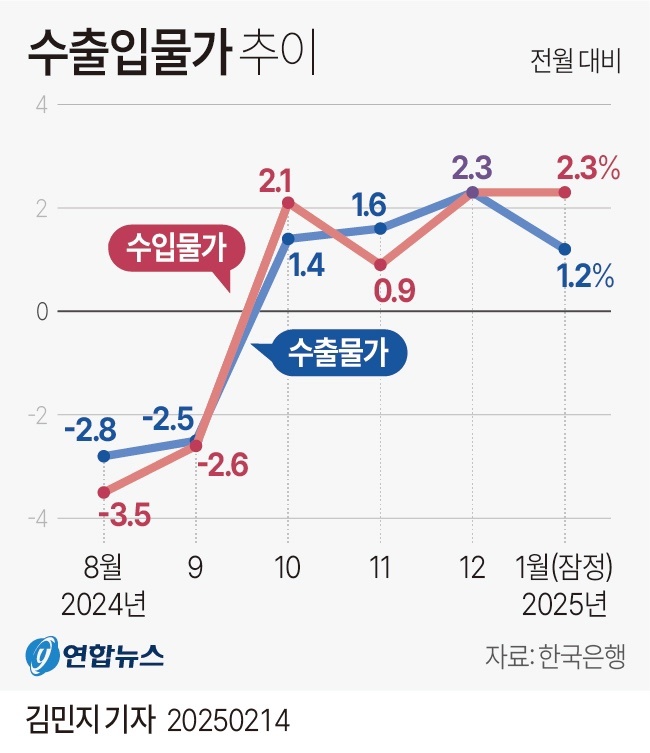 수출입물가 추이
전월 대비
4
2.1
1.6
2.3
2.3%
2
수입물가
1.4
0.9
1.2%
0
수출물가
-2.8
-2.5
-2
-2.6
-3.5
-4
8월 9 10 11 12 1월(잠정)
2024년 2025년
연합뉴스
자료: 한국은행
김민지 기자 20250214